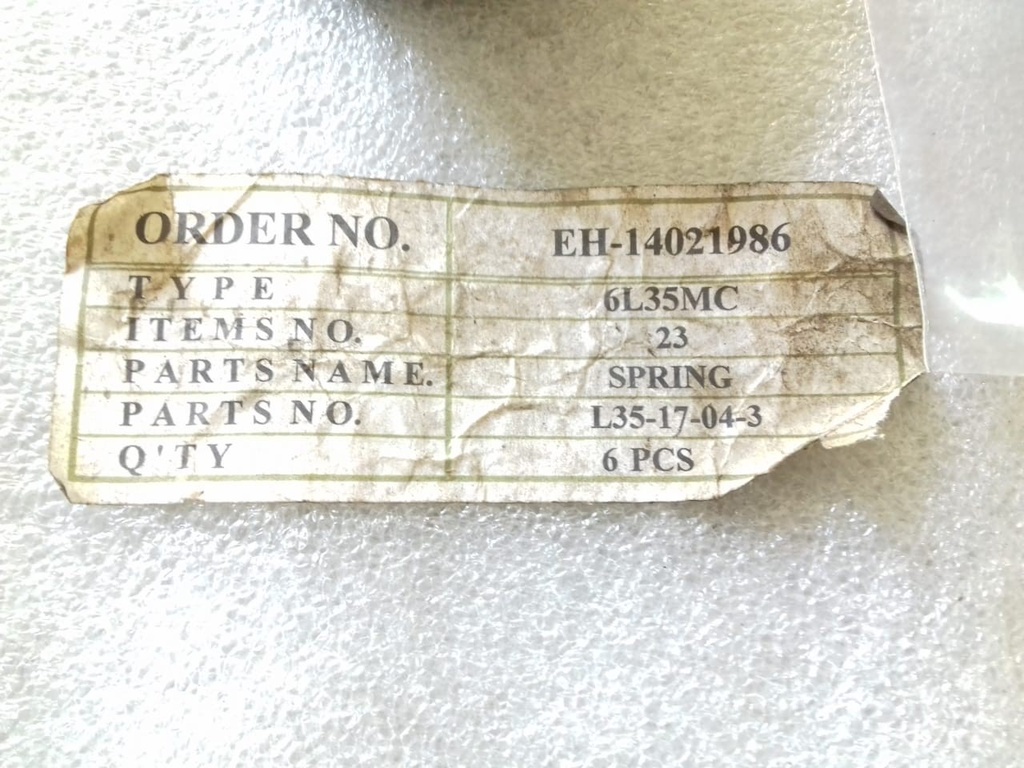 ORDER NO. EH-14021986
TYPE 6L35MC
ITEMS NO. 23
PARTS NAME. SPRING
PARTS NO. L35-17-04-3
Q'TY 6 PCS